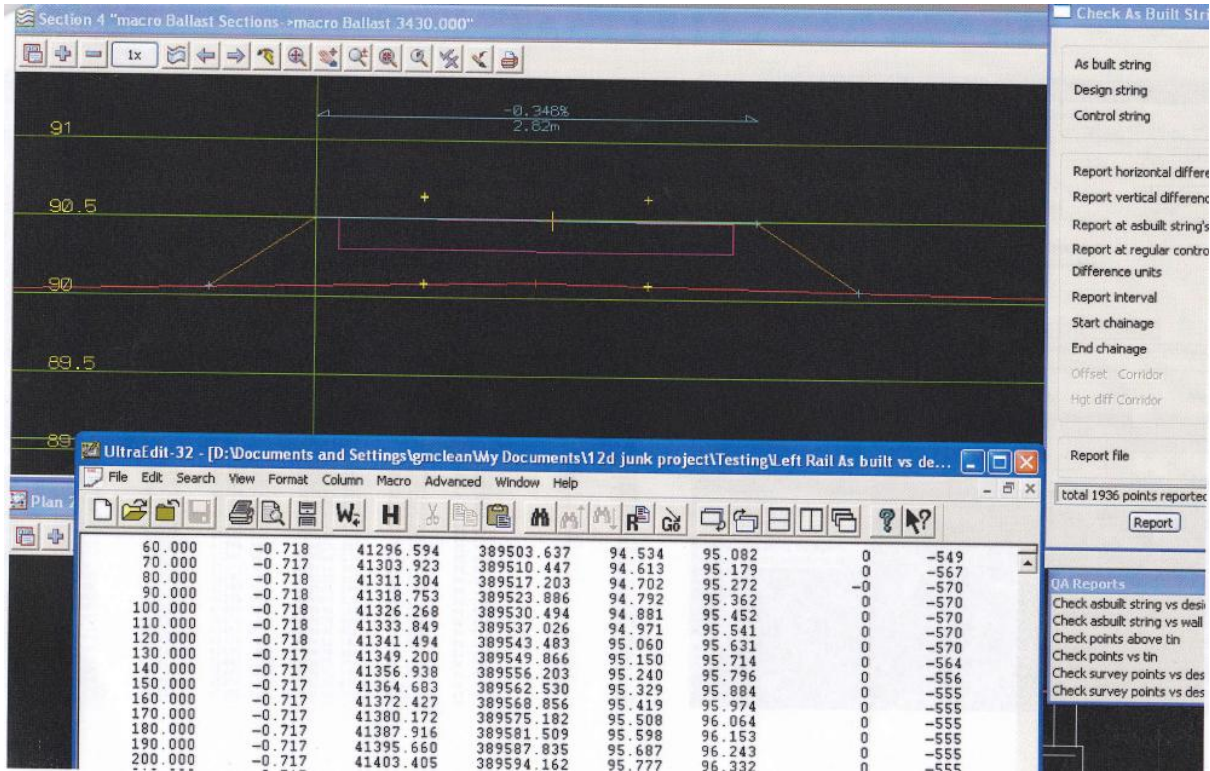 Section 4 "macro Ballast Sections->macro Ballast 3430.000"
1x
-0.348%
2.82m
91
90.5
90
89.5
89
Check As Built Stri
As built string
Design string
Control string
Report horizontal differe
Report vertical differenc
Report at asbuilt string's
Report at regular contro
Difference units
Report interval
Start chainage
End chainage
Offset Corridor
Hgt diff Corridor
Report file
total 1936 points reported
Report
UltraEdit-32 - [D:\Documents and Settings\gmclean\My Documents\12d junk project\Testing\Left Rail As built vs de...
File Edit Search View Format Column Macro Advanced Window Help
W H R Go ? ?
60.000 -0.718 41296.594 389503.637 94.534 95.082 0 -549
70.000 -0.717 41303.923 389510.447 94.613 95.179 0 -567
80.000 -0.718 41311.304 389517.203 94.702 95.272 -0 -570
90.000 -0.718 41318.753 389523.886 94.792 95.362 0 -570
100.000 -0.718 41326.268 389530.494 94.881 95.452 0 -570
110.000 -0.718 41333.849 389537.026 94.971 95.541 0 -570
120.000 -0.718 41341.494 389543.483 95.060 95.631 0 -570
130.000 -0.717 41349.200 389549.866 95.150 95.714 0 -564
140.000 -0.717 41356.938 389556.203 95.240 95.796 0 -556
150.000 -0.717 41364.683 389562.530 95.329 95.884 0 -555
160.000 -0.717 41372.427 389568.856 95.419 95.974 0 -555
170.000 -0.717 41380.172 389575.182 95.508 96.064 0 -555
180.000 -0.717 41387.916 389581.509 95.598 96.153 0 -555
190.000 -0.717 41395.660 389587.835 95.687 96.243 0 -555
200.000 -0.717 41403.405 389594.162 95.777 96.332 0 -555
Plan
QA Reports
Check asbuilt string vs desi
Check asbuilt string vs wall
Check points above tin
Check points vs tin
Check survey points vs des
Check survey points vs des